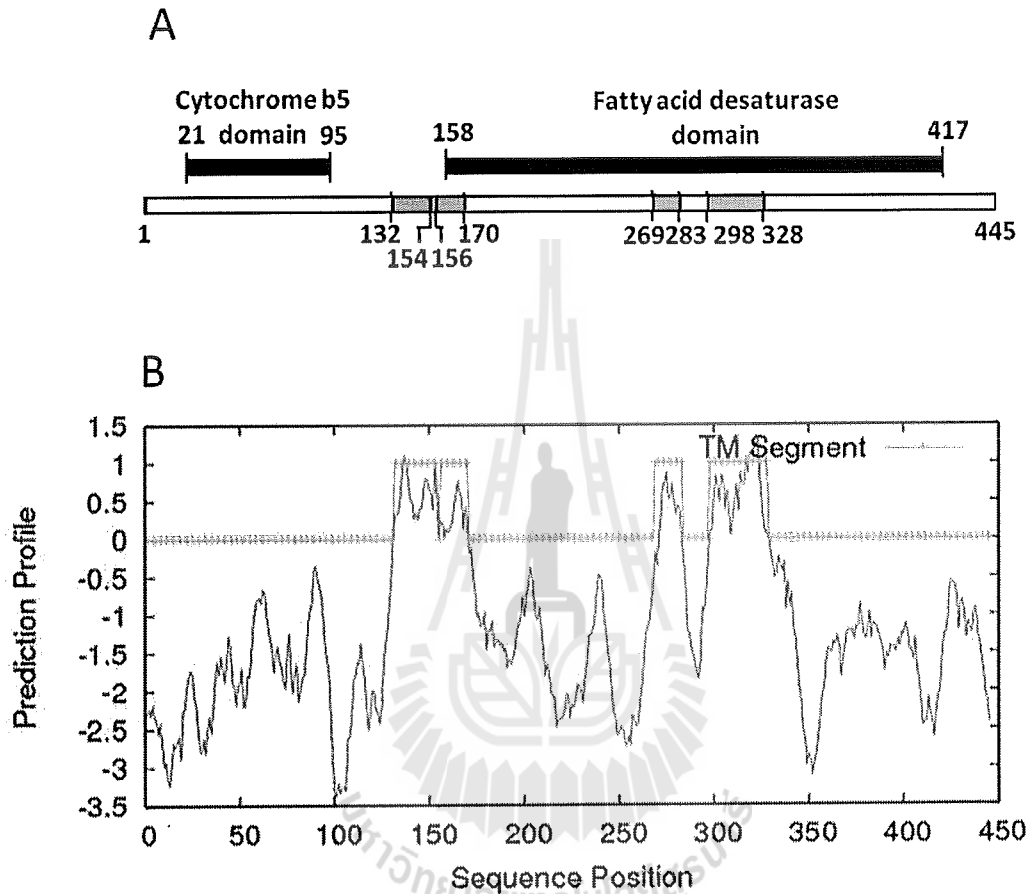 A
Cytochrome b5
21 domain 95
Fatty acid desaturase
domain
158 417
1 132 170 269 283 298 328 445
154 156
B
Prediction Profile
1.5
1
0.5
0
-0.5
-1
-1.5
-2
-2.5
-3
-3.5
TM Segment
0 50 100 150 200 250 300 350 400 450
Sequence Position